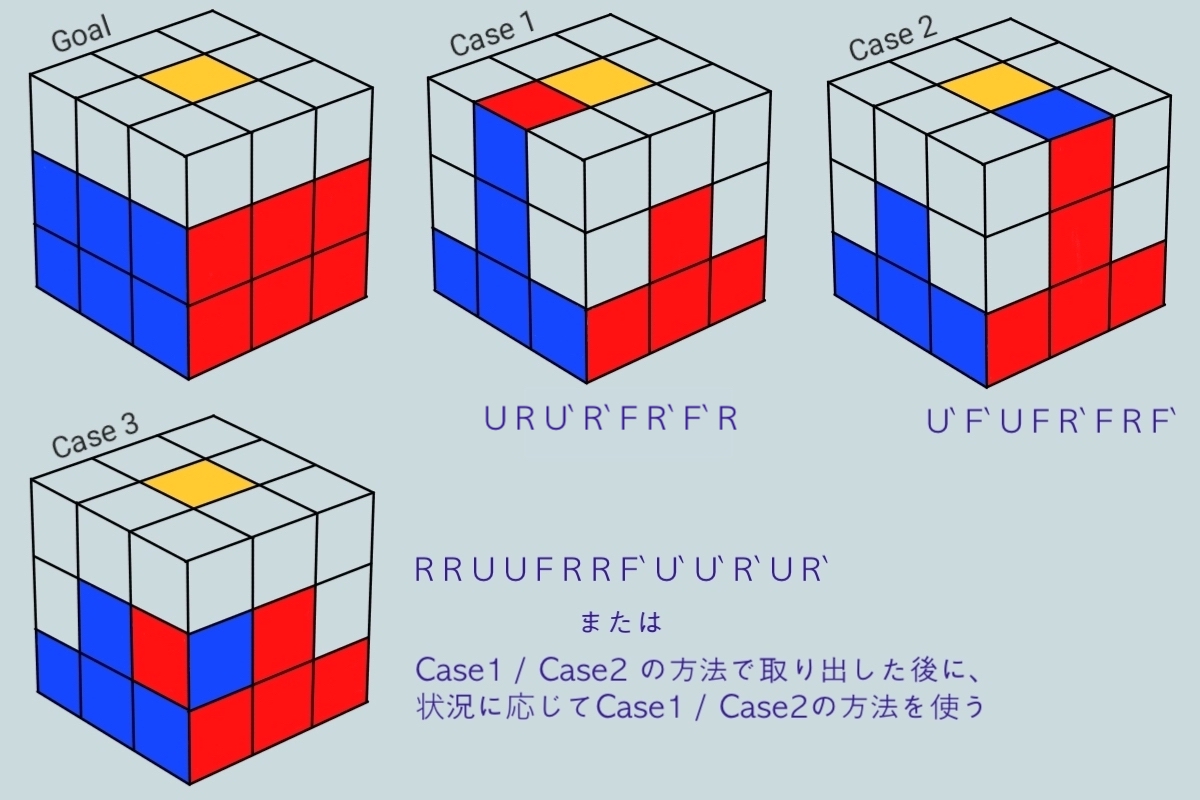 Goal
Case 1
Case 2
U R U` R` F R` F` R
U` F` U F R` F R F`
Case 3
R R U U F R R F` U` U` R` U R`
または
Case1 / Case2 の方法で取り出した後に、
状況に応じてCase1 / Case2の方法を使う